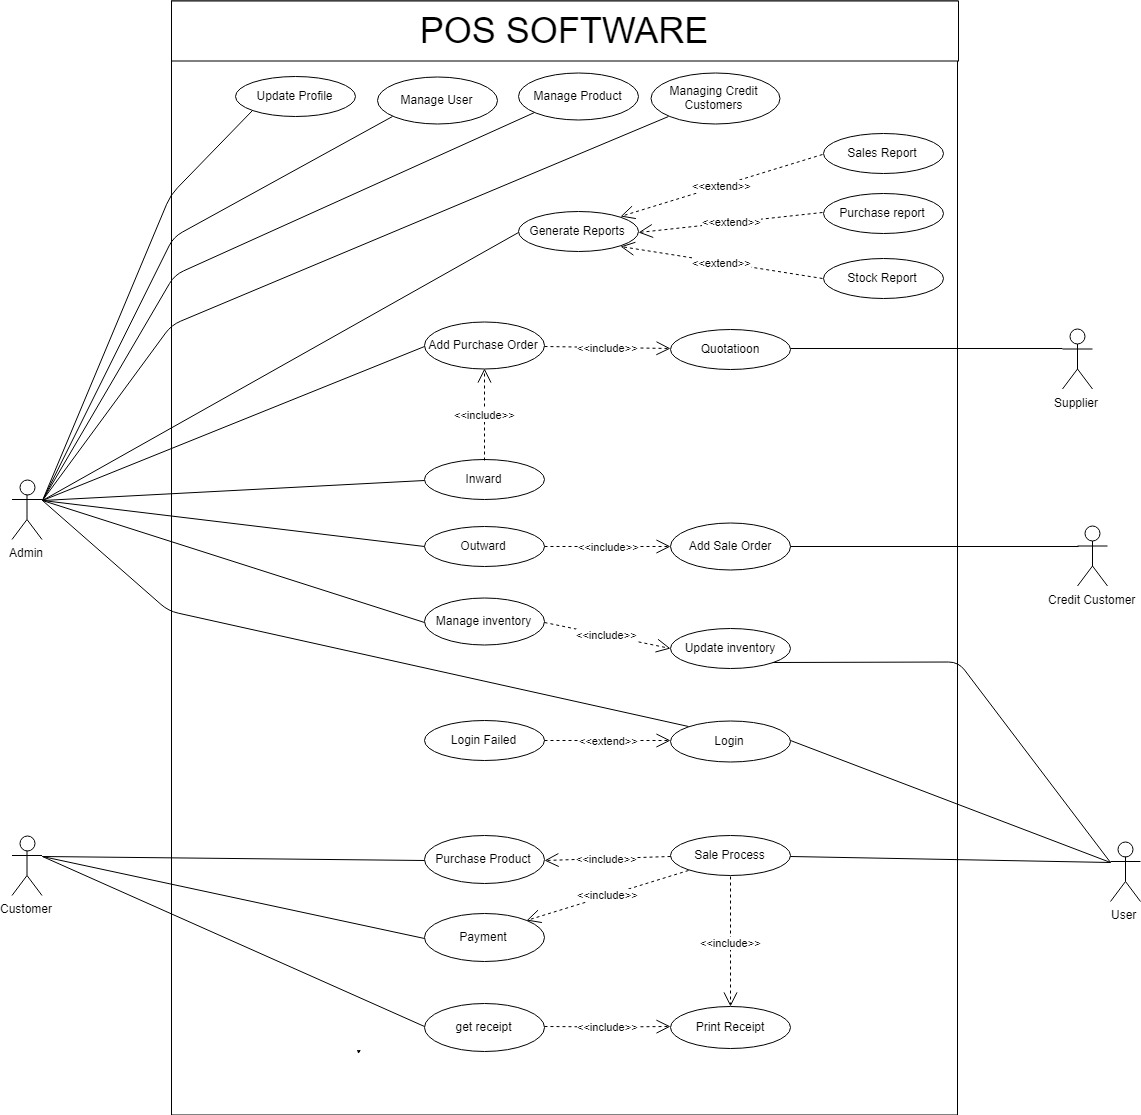 POS SOFTWARE
Update Profile
Manage User
Manage Product
Managing Credit
Customers
Sales Report
<<extend>>
Purchase report
<<extend>>
Generate Reports
<<extend>>
Stock Report
Add Purchase Order
<<include>>
Quotatioon
Supplier
<<include>>
Inward
Admin
Outward
<<include>>
Add Sale Order
Credit Customer
Manage inventory
<<include>>
Update inventory
Login Failed
<<extend>>
Login
Purchase Product
<<include>>
Sale Process
<<include>>
Customer
User
Payment
<<include>>
get receipt
<<include>>
Print Receipt